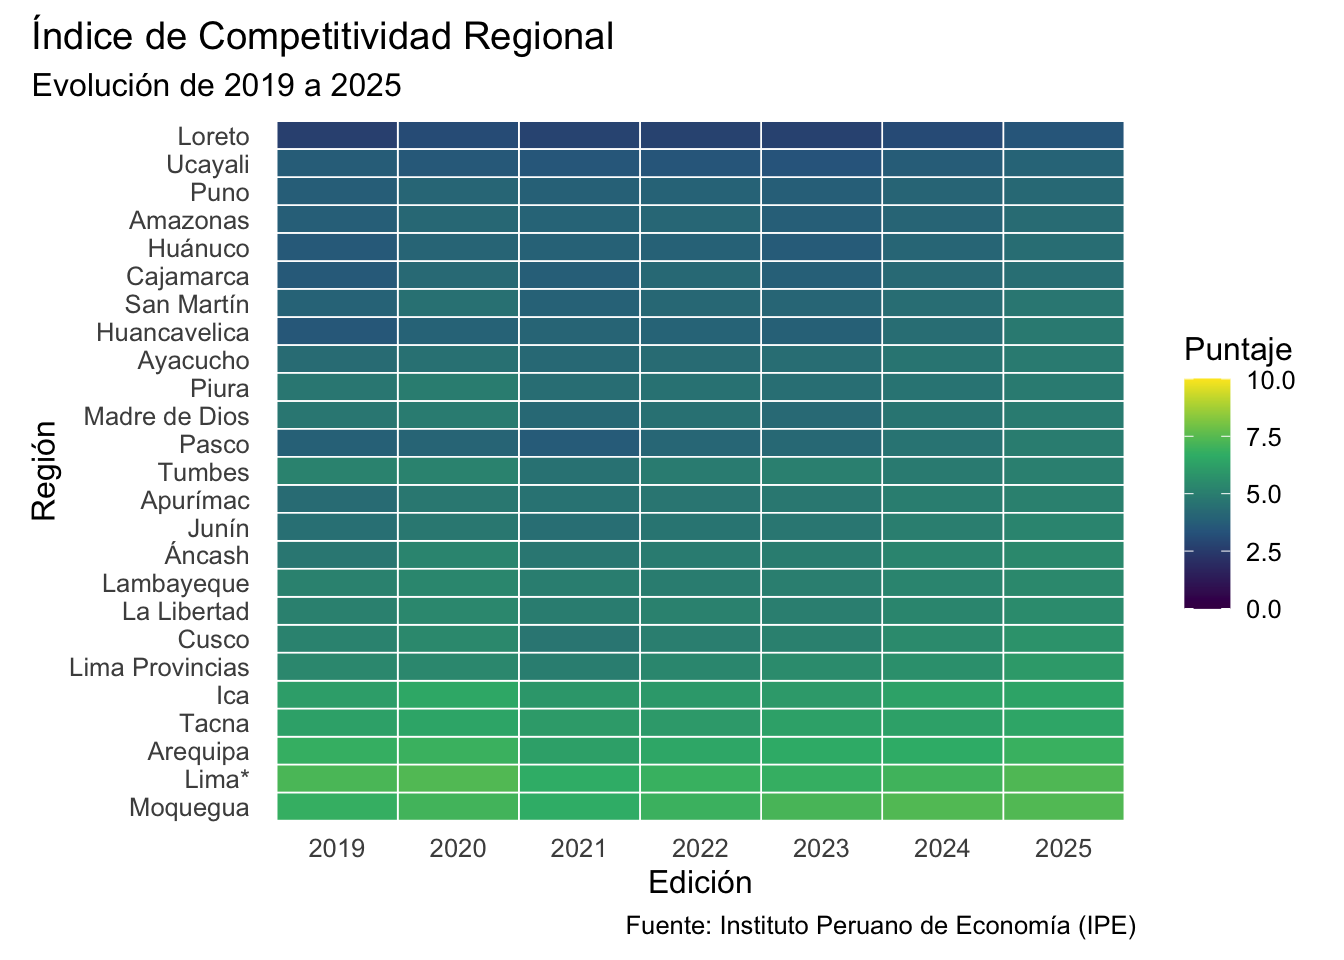 Índice de Competitividad Regional
Evolución de 2019 a 2025
Región
Loreto
Ucayali
Puno
Amazonas
Huánuco
Cajamarca
San Martín
Huancavelica
Ayacucho
Piura
Madre de Dios
Pasco
Tumbes
Apurímac
Junín
Áncash
Lambayeque
La Libertad
Cusco
Lima Provincias
Ica
Tacna
Arequipa
Lima*
Moquegua
2019 2020 2021 2022 2023 2024 2025
Edición
Puntaje
10.0
7.5
5.0
2.5
0.0
Fuente: Instituto Peruano de Economía (IPE)